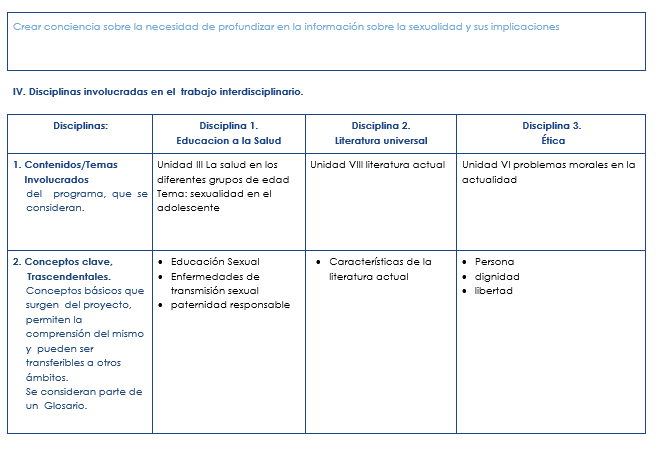 Crear conciencia sobre la necesidad de profundizar en la información sobre la sexualidad y sus implicaciones
IV. Disciplinas involucradas en el trabajo interdisciplinario.
Disciplinas:
Disciplina 1.
Educacion a la Salud
Disciplina 2.
Literatura universal
Disciplina 3.
Ética
1. Contenidos/Temas
Involucrados
del programa, que se
consideran.
Unidad III La salud en los
diferentes grupos de edad
Tema: sexualidad en el
adolescente
Unidad VIII literatura actual
Unidad VI problemas morales en la
actualidad
2. Conceptos clave,
Trascendentales.
Conceptos básicos que
surgen del proyecto,
permiten la
comprensión del mismo
y pueden ser
transferibles a otros
ámbitos.
Se consideran parte de
un Glosario.
• Educación Sexual
• Enfermedades de
transmisión sexual
• paternidad responsable
• Características de la
literatura actual
• Persona
• dignidad
• libertad